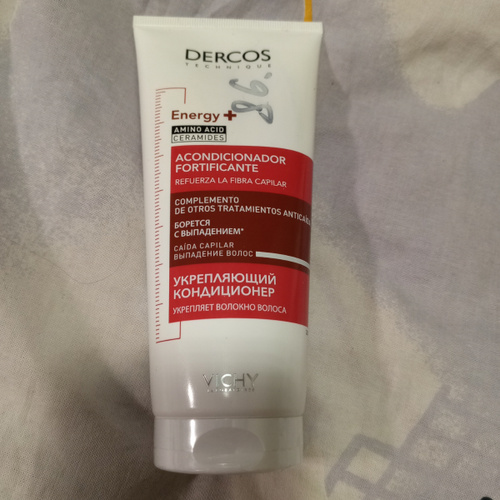 DERCOS
TECHNIQUE
Energy+
AMINO ACID
CERAMIDES
ACONDICIONADOR
FORTIFICANTE
REFUERZA LA FIBRA CAPILAR
COMPLEMENTO
DE OTROS TRATAMIENTOS
БОРЕТСЯ
С ВЫПАДЕНИЕМ*
CAÍDA CAPILAR
ВЫПАДЕНИЕ ВОЛОС
УКРЕПЛЯЮЩИЙ
КОНДИЦИОНЕР
УКРЕПЛЯЕТ ВОЛОКНО ВОЛОСА
VICHY